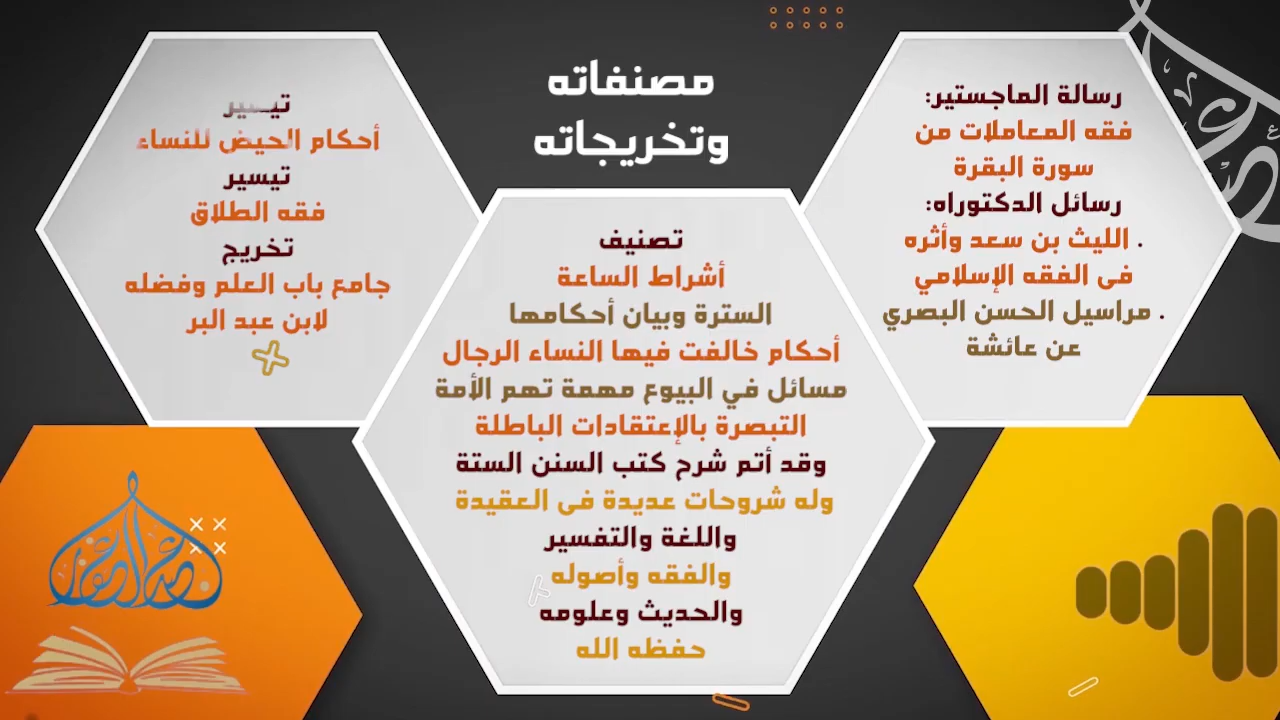 مصنفاته
وتخريجاته
رسالة الماجستير:
فقه المعاملات من
سورة البقرة
رسائل الدكتوراه:
. الليث بن سعد وأثره
فى الفقه الإسلامي
. مراسيل الحسن البصري
عن عائشة
تصنيف
أشراط الساعة
السترة وبيان أحكامها
أحكام خالفت فيها النساء الرجال
مسائل في البيوع مهمة تهم الأمة
التبصرة بالإعتقادات الباطلة
وقد أتم شرح كتب السنن الستة
وله شروحات عديدة فى العقيدة
واللغة والتفسير
والفقه وأصوله
والحديث وعلومه
حفظه الله
تيسير
أحكام الحيض للنساء
تيسير
فقه الطلاق
تخريج
جامع باب العلم وفضله
لابن عبد البر